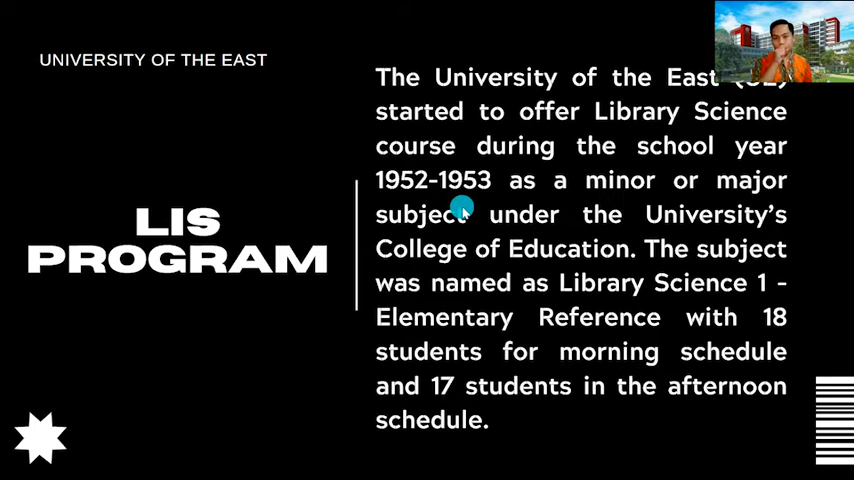 UNIVERSITY OF THE EAST
LIS
PROGRAM
The University of the East
started to offer Library Science
course during the school year
1952-1953 as a minor or major
subject under the University's
College of Education. The subject
was named as Library Science 1 -
Elementary Reference with 18
students for morning schedule
and 17 students in the afternoon
schedule.